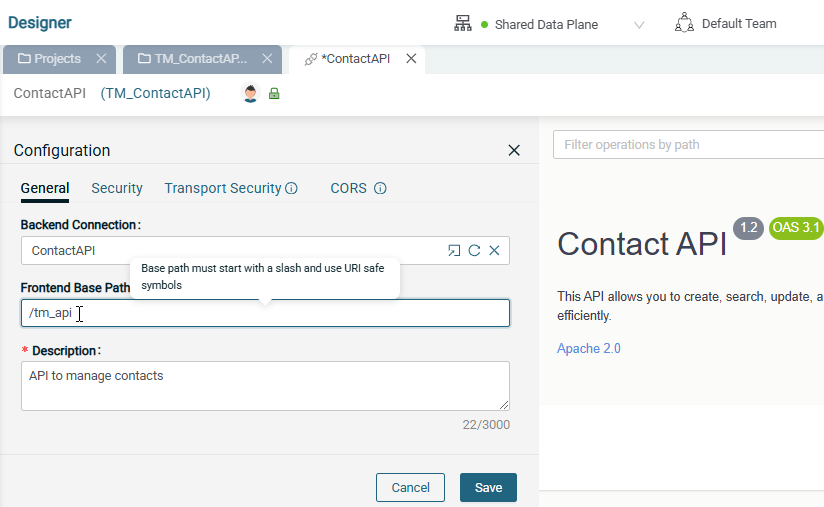 Designer
Shared Data Plane
Default Team
Projects
TM_ContactAP...
*ContactAPI
ContactAPI (TM_ContactAPI)
Configuration
General
Security
Transport Security
CORS
Backend Connection:
ContactAPI
Base path must start with a slash and use URI safe
symbols
Frontend Base Path
/tm_api
* Description:
API to manage contacts
22/3000
Cancel
Save
Filter operations by path
Contact API
1.2
OAS 3.1
This API allows you to create, search, update, a
efficiently.
Apache 2.0